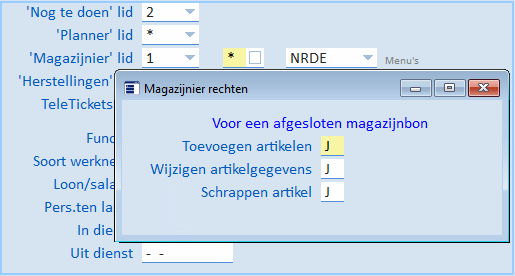 'Nog te doen' lid 2
'Planner' lid *
'Magazijnier' lid 1 * NRDE Menu's
'Herstellingen'
TeleTickets
Magazijnier rechten
Voor een afgesloten magazijnbon
Toevoegen artikelen J
Wijzigen artikelgegevens J
Schrappen artikel J
Func
Soort werkne
Loon/sala
Pers.ten la
In die
Uit dienst - -